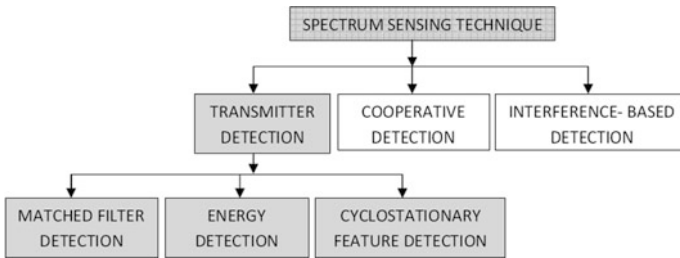 SPECTRUM SENSING TECHNIQUE
TRANSMITTER
DETECTION
COOPERATIVE
DETECTION
INTERFERENCE- BASED
DETECTION
MATCHED FILTER
DETECTION
ENERGY
DETECTION
CYCLOSTATIONARY
FEATURE DETECTION